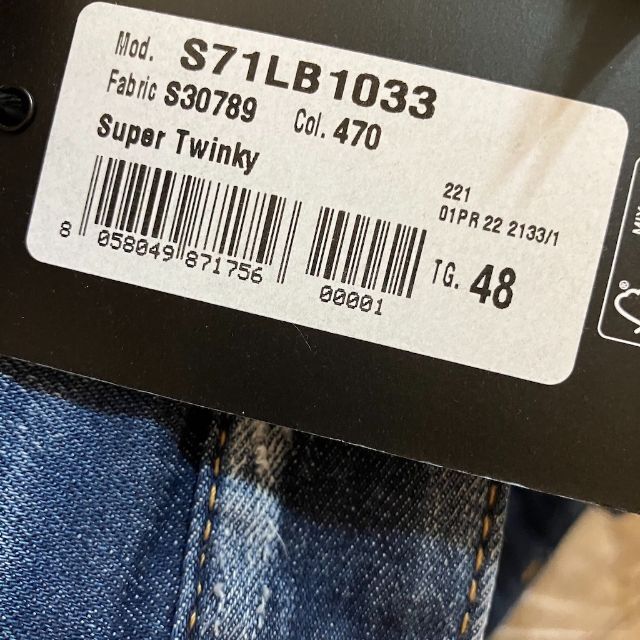 Mod. S71LB1033
Fabric S30789 Col. 470
Super Twinky
221
01PR 22 2133/1
8 058049 871756
00001
TG. 48